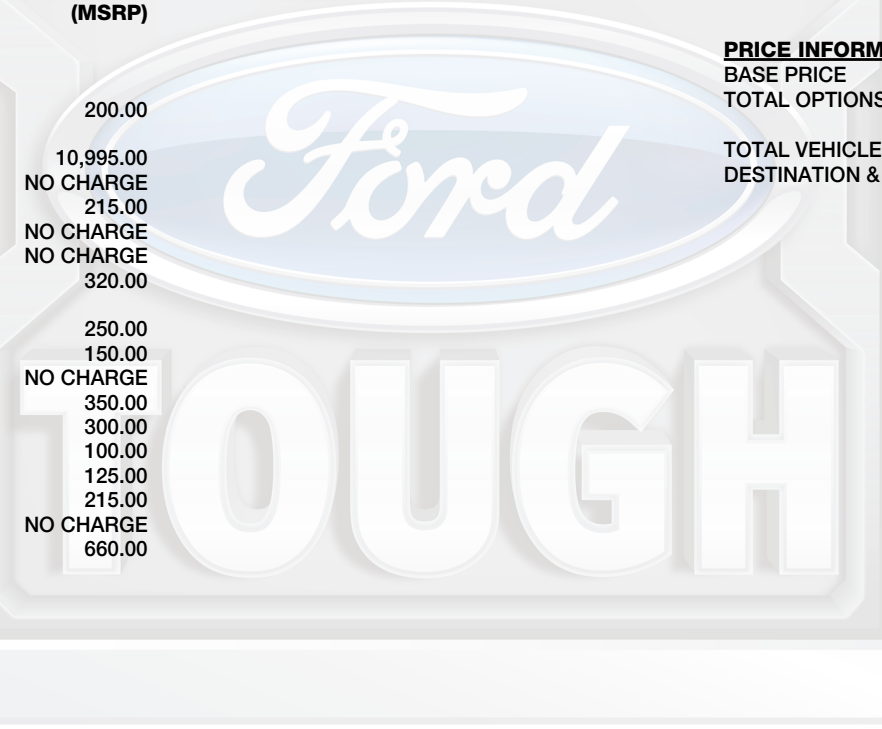 (MSRP)
200.00
10,995.00
NO CHARGE
215.00
NO CHARGE
NO CHARGE
320.00
250.00
150.00
NO CHARGE
350.00
300.00
100.00
125.00
215.00
NO CHARGE
660.00
PRICE INFORM
BASE PRICE
TOTAL OPTIONS
TOTAL VEHICLE
DESTINATION &
Ford
TOUGH